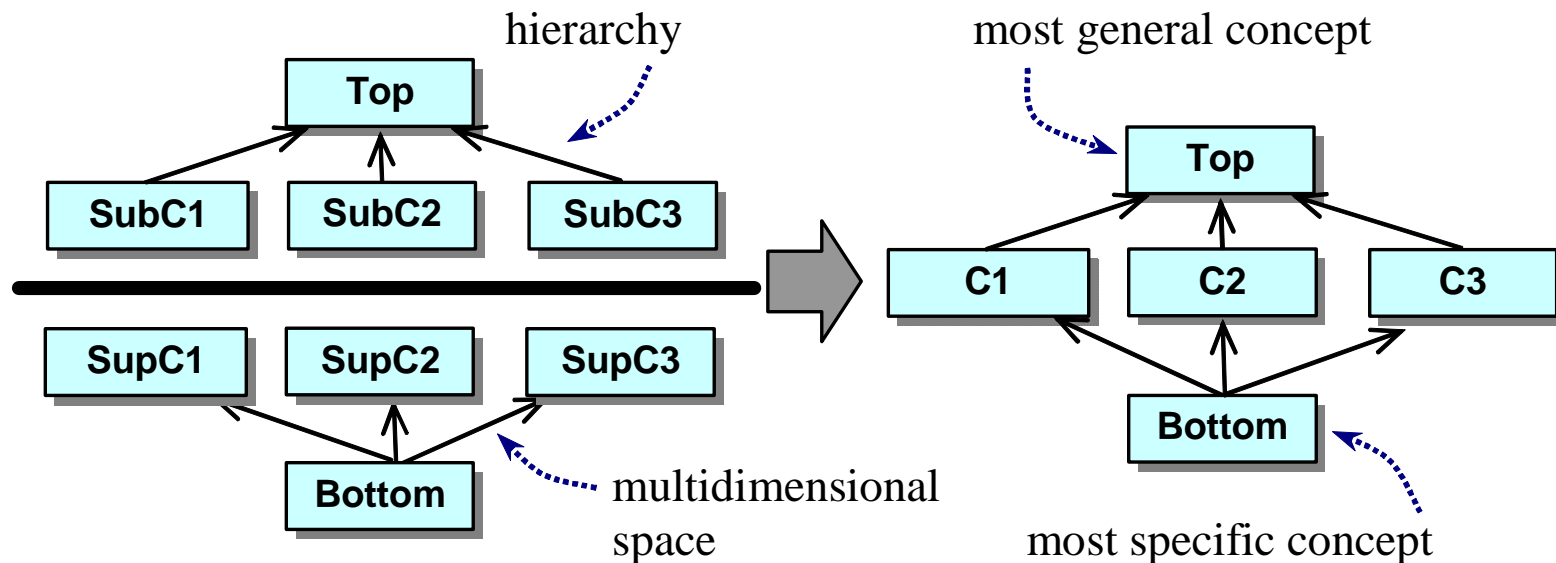 hierarchy
most general concept
Top
Top
SubC1
SubC2
SubC3
C1
C2
C3
SupC1
SupC2
SupC3
Bottom
Bottom
multidimensional
space
most specific concept